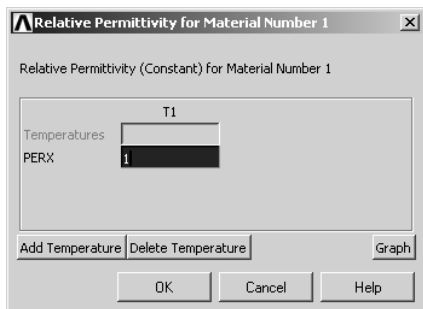 Relative Permittivity for Material Number 1
Relative Permittivity (Constant) for Material Number 1
T1
Temperatures
PERX 1
Add Temperature Delete Temperature Graph
OK Cancel Help